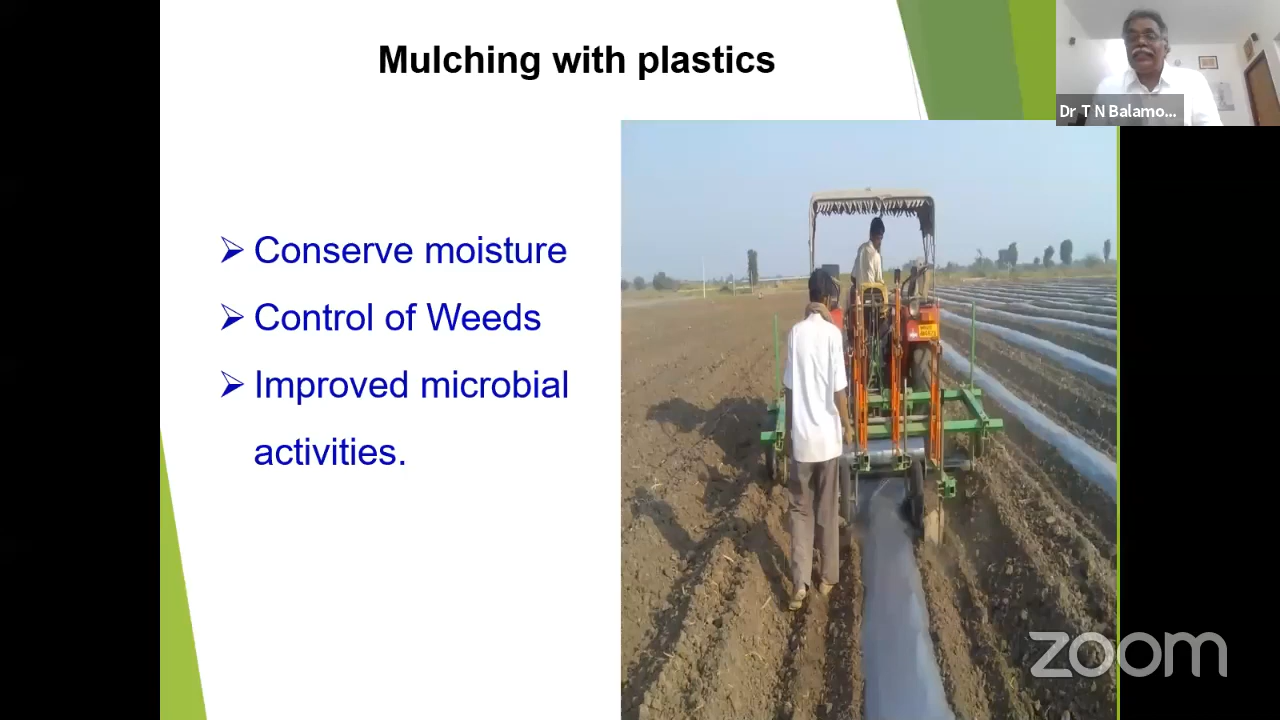 Mulching with plastics
Dr T N Balamo...
Conserve moisture
Control of Weeds
Improved microbial
activities.
zoom